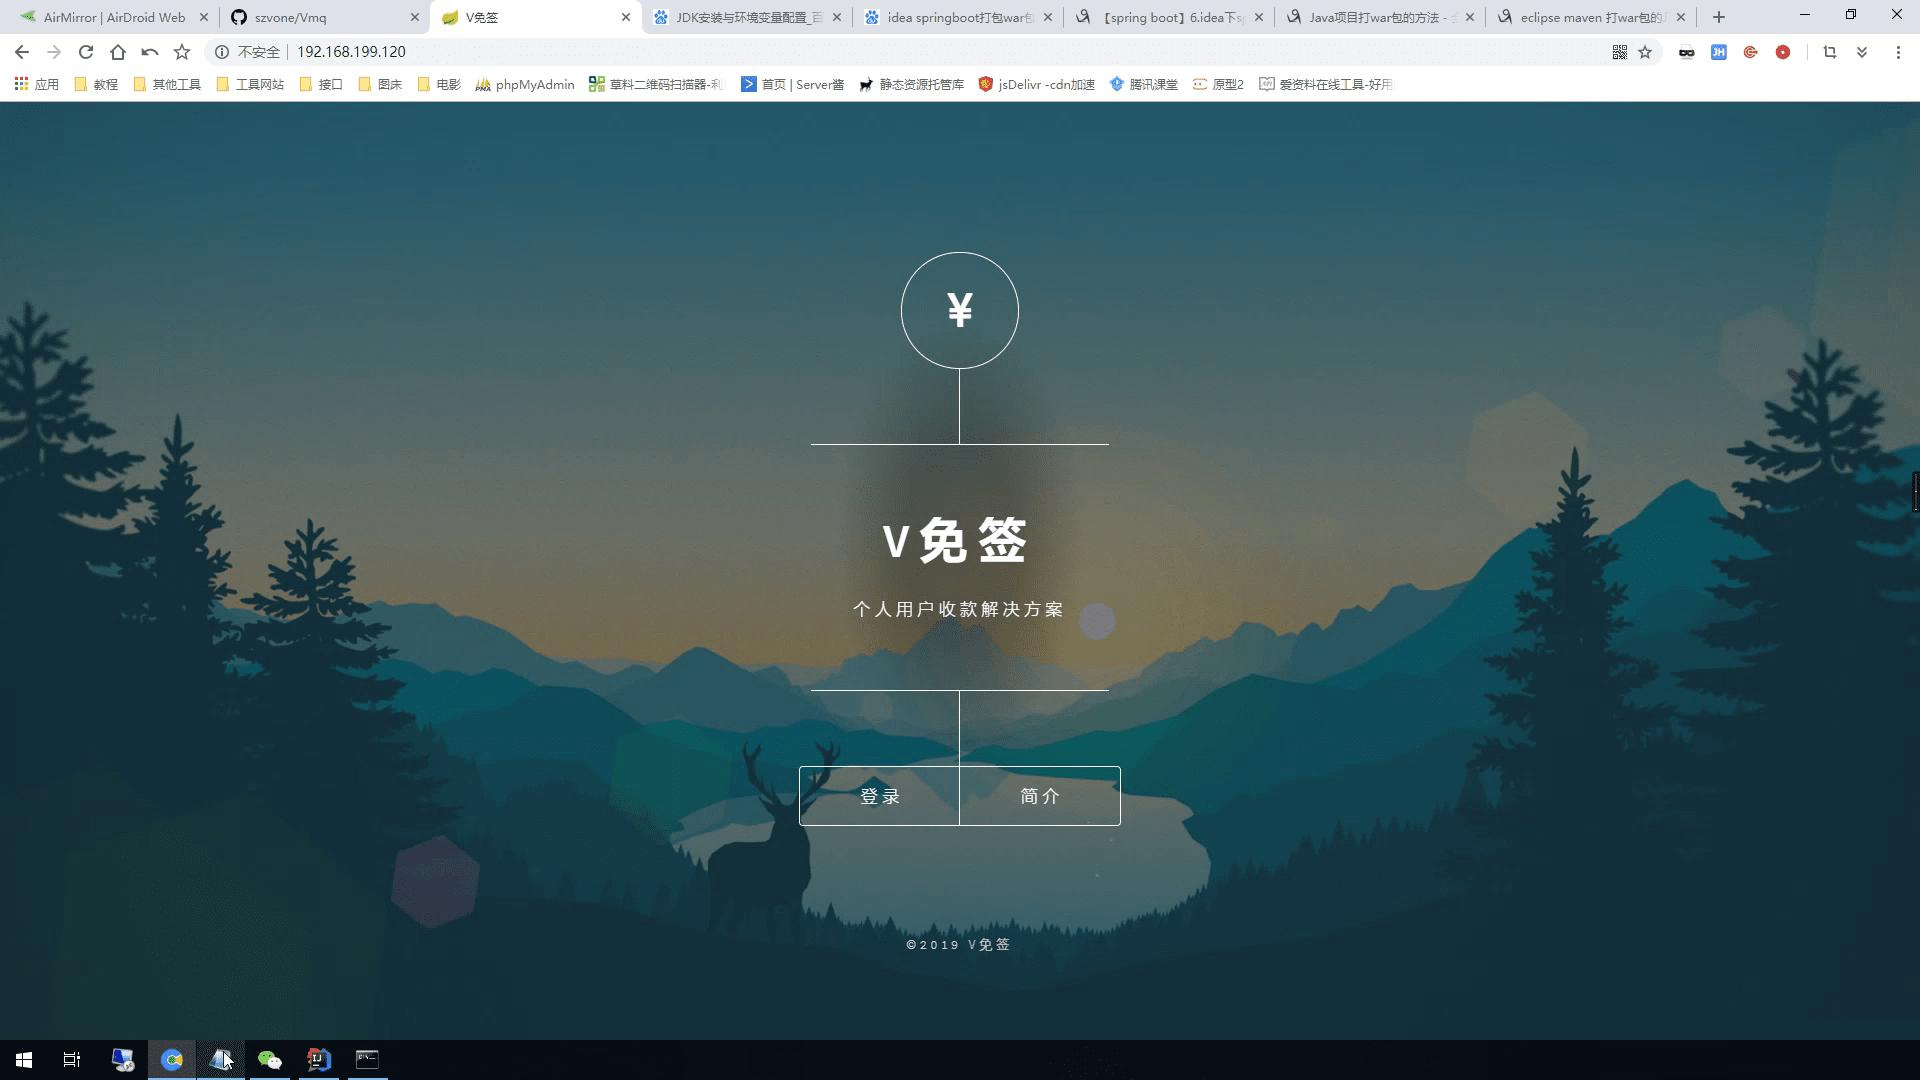 AirMirror | AirDroid Web
szvone/Vmq
V免签
JDK安装与环境变量配置_百
idea springboot打包war包
【spring boot】6.idea下s
Java项目打war包的方法 -
eclipse maven 打war包的
不安全
192.168.199.120
应用
教程
其他工具
工具网站
接口
图床
电影
phpMyAdmin
草料二维码扫描器-利
首页 | Server酱
静态资源托管库
jsDelivr -cdn加速
腾讯课堂
原型2
爱资料在线工具-好用
¥
V免签
个人用户收款解决方案
登录
简介
©2019 V免签